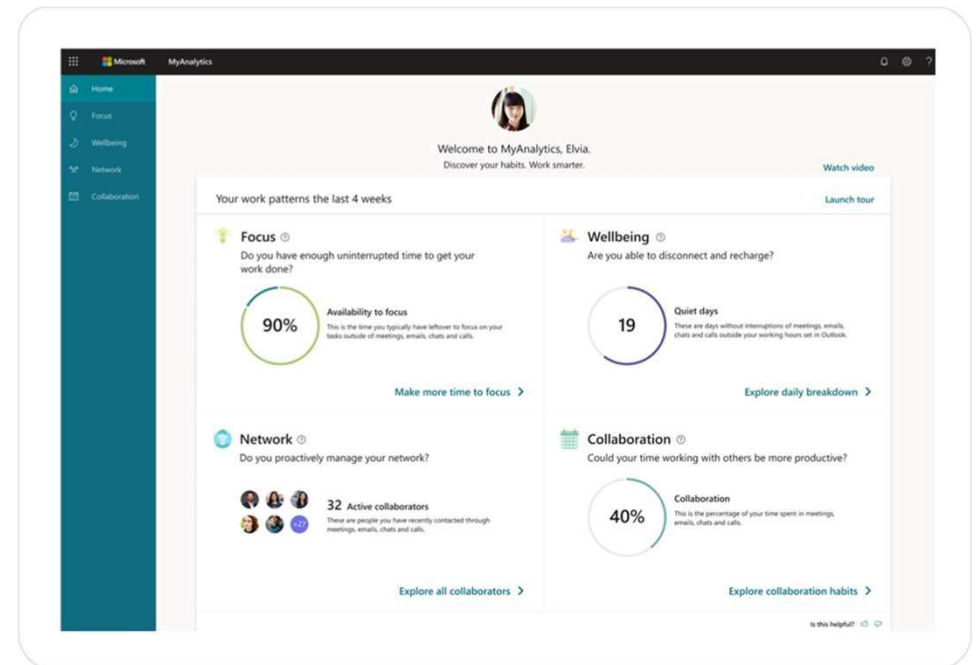 Microsoft MyAnalytics ?
Home
Focus
Wellbeing
Network
Collaboration
Welcome to MyAnalytics, Elvia.
Discover your habits. Work smarter.
Watch video
Your work patterns the last 4 weeks
Launch tour
Focus ?
Do you have enough uninterrupted time to get your
work done?
90%
Availability to focus
This is the time you typically have leftover to focus on your
tasks outside of meetings, emails, chats and calls.
Make more time to focus >
Wellbeing ?
Are you able to disconnect and recharge?
19
Quiet days
These are days without interruptions of meetings, emails,
chats and calls outside your working hours set in Outlook.
Explore daily breakdown >
Network ?
Do you proactively manage your network?
+27
32 Active collaborators
These are people you have recently contacted through
meetings, emails, chats and calls.
Explore all collaborators >
Collaboration ?
Could your time working with others be more productive?
40%
Collaboration
This is the percentage of your time spent in meetings,
emails, chats and calls.
Explore collaboration habits >
Is this helpful?